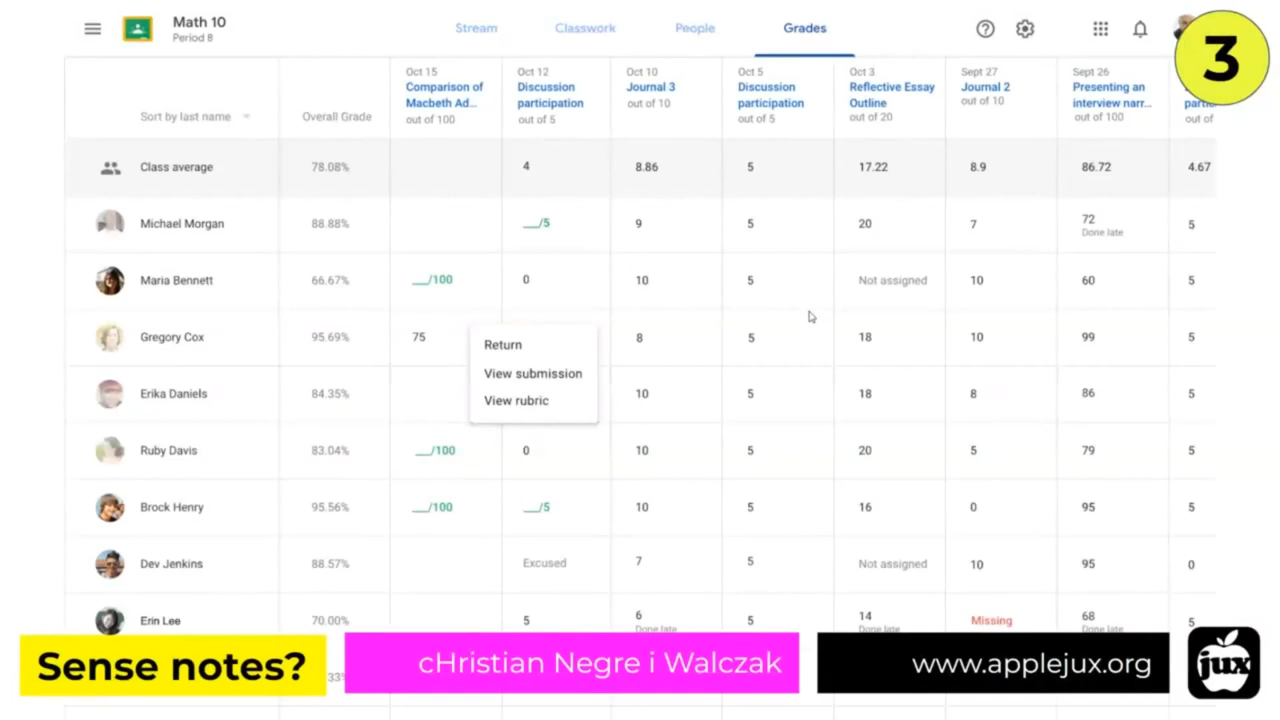 Math 10
Period 8
Stream Classwork People Grades
3
Sort by last name Overall Grade
Oct 15 Comparison of Macbeth Ad... out of 100
Oct 12 Discussion participation out of 5
Oct 10 Journal 3 out of 10
Oct 5 Discussion participation out of 5
Oct 3 Reflective Essay Outline out of 20
Sept 27 Journal 2 out of 10
Sept 26 Presenting an interview narr... out of 100
out of
Class average 78.08% 4 8.86 5 17.22 8.9 86.72 4.67
Michael Morgan 88.88% __/5 9 5 20 7 72 Done late 5
Maria Bennett 66.67% __/100 0 10 5 Not assigned 10 60 5
Gregory Cox 95.69% 75 8 5 18 10 99 5
Return
View submission
View rubric
Erika Daniels 84.35% 10 5 18 8 86 5
Ruby Davis 83.04% __/100 0 10 5 20 5 79 5
Brock Henry 95.56% __/100 __/5 10 5 16 0 95 5
Dev Jenkins 88.57% Excused 7 5 Not assigned 10 95 0
Erin Lee 70.00% 5 6 Done late 5 14 Done late Missing 68 Done late 5
Sense notes?
cHristian Negre i Walczak
www.applejux.org
jux